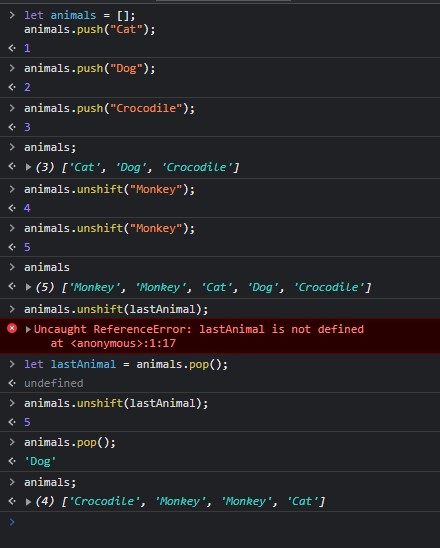 > let animals = [];
animals.push("Cat");
<· 1
> animals.push("Dog");
<· 2
> animals.push("Crocodile");
<· 3
> animals;
<· ▶ (3) ['Cat', 'Dog', 'Crocodile']
> animals.unshift("Monkey");
<· 4
> animals.unshift("Monkey");
<· 5
> animals
<· ▶ (5) ['Monkey', 'Monkey', 'Cat', 'Dog', 'Crocodile']
> animals.unshift(lastAnimal);
▶ Uncaught ReferenceError: lastAnimal is not defined
at <anonymous>:1:17
> let lastAnimal = animals.pop();
<· undefined
> animals.unshift(lastAnimal);
<· 5
> animals.pop();
<· 'Dog'
> animals;
<· ▶ (4) ['Crocodile', 'Monkey', 'Monkey', 'Cat']
>